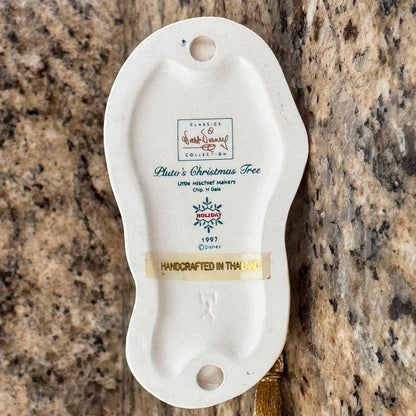 CLASSICS
Walt Disney
COLLECTION
Pluto's Christmas Tree
Little Mischief Makers
Chip 'N Dale
HOLIDAY
1997
©Disney
HANDCRAFTED IN THAILAND